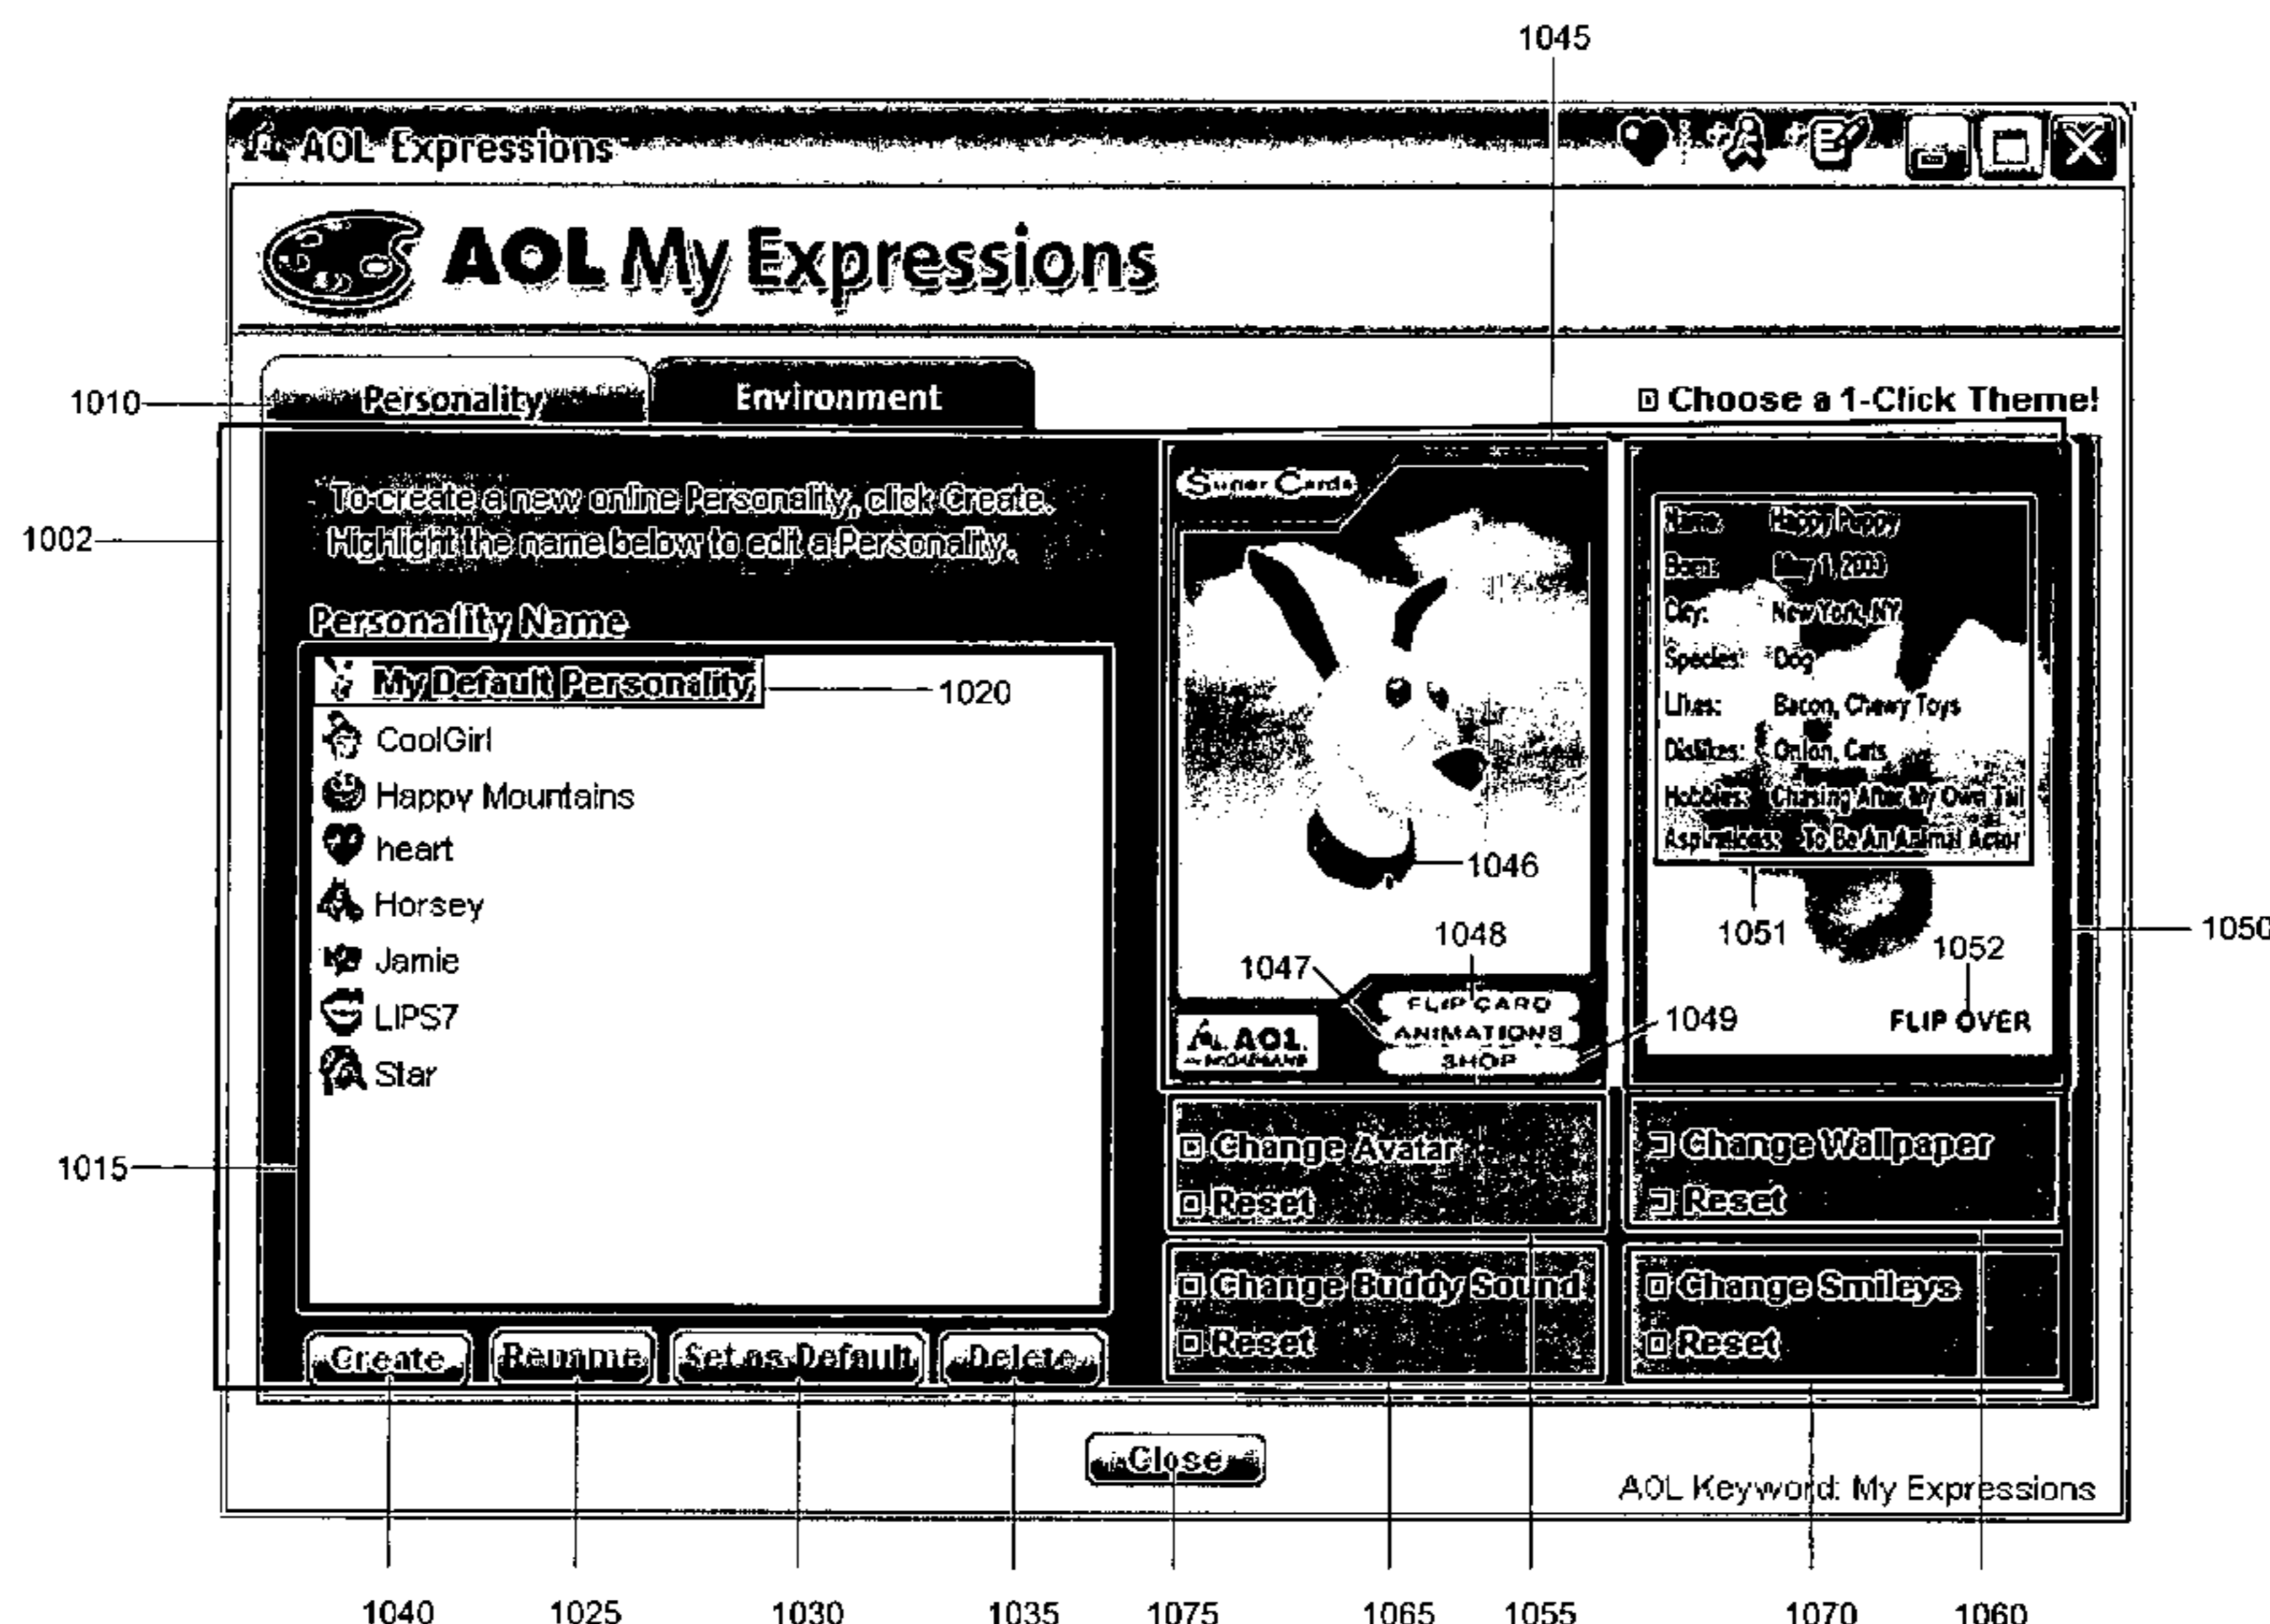 1045
AOL Expressions
AOL My Expressions
1010
Personality
Environment
Choose a 1-Click Theme!
1002
To create a new online Personality, click Create.
Highlight the name below to edit a Personality.
Personality Name
My Default Personality
1020
CoolGirl
Happy Mountains
heart
Horsey
Jamie
LIPS7
Star
1015
Create
Rename
Set as Default
Delete
Super Cards
1046
1047
1048
FLIP CARD
ANIMATIONS
SHOP
1049
AOL
BROADBAND
Name: Happy Puppy
Born: May 1, 2003
City: New York, NY
Species: Dog
Likes: Bacon, Chewy Toys
Dislikes: Onion, Cats
Hobbies: Chasing After My Own Tail
Aspirations: To Be An Animal Actor
1051
1052
FLIP OVER
1050
Change Avatar
Reset
Change Wallpaper
Reset
Change Buddy Sound
Reset
Change Smileys
Reset
Close
AOL Keyword: My Expressions
1040
1025
1030
1035
1075
1065
1055
1070
1060